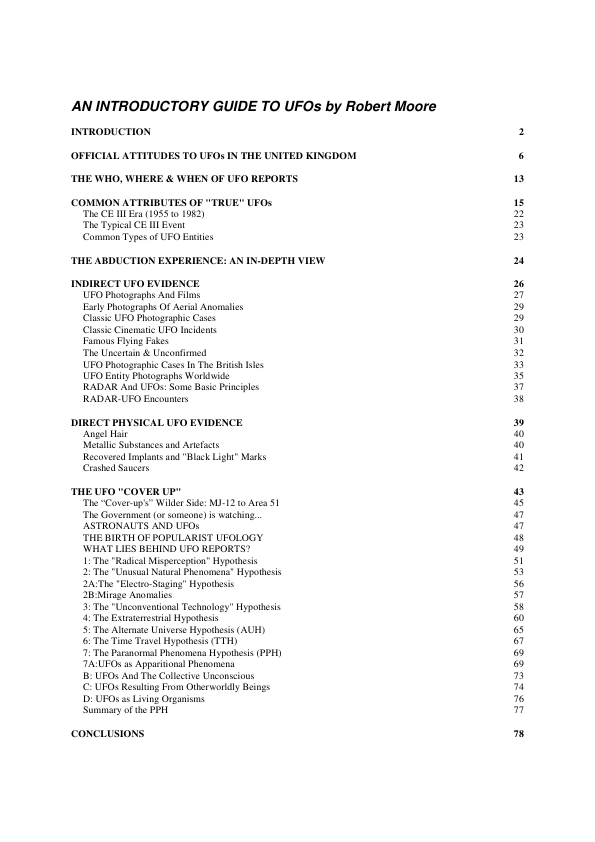 AN INTRODUCTORY GUIDE TO UFOs by Robert Moore
INTRODUCTION 2
OFFICIAL ATTITUDES TO UFOs IN THE UNITED KINGDOM 6
THE WHO, WHERE & WHEN OF UFO REPORTS 13
COMMON ATTRIBUTES OF "TRUE" UFOs 15
The CE III Era (1955 to 1982) 22
The Typical CE III Event 23
Common Types of UFO Entities 23
THE ABDUCTION EXPERIENCE: AN IN-DEPTH VIEW 24
INDIRECT UFO EVIDENCE 26
UFO Photographs And Films 27
Early Photographs Of Aerial Anomalies 29
Classic UFO Photographic Cases 29
Classic Cinematic UFO Incidents 30
Famous Flying Fakes 31
The Uncertain & Unconfirmed 32
UFO Photographic Cases In The British Isles 33
UFO Entity Photographs Worldwide 35
RADAR And UFOs: Some Basic Principles 37
RADAR-UFO Encounters 38
DIRECT PHYSICAL UFO EVIDENCE 39
Angel Hair 40
Metallic Substances and Artefacts 40
Recovered Implants and "Black Light" Marks 41
Crashed Saucers 42
THE UFO "COVER UP" 43
The “Cover-up's” Wilder Side: MJ-12 to Area 51 45
The Government (or someone) is watching... 47
ASTRONAUTS AND UFOs 47
THE BIRTH OF POPULARIST UFOLOGY 48
WHAT LIES BEHIND UFO REPORTS? 49
1: The "Radical Misperception" Hypothesis 51
2: The "Unusual Natural Phenomena" Hypothesis 53
2A:The "Electro-Staging" Hypothesis 56
2B:Mirage Anomalies 57
3: The "Unconventional Technology" Hypothesis 58
4: The Extraterrestrial Hypothesis 60
5: The Alternate Universe Hypothesis (AUH) 65
6: The Time Travel Hypothesis (TTH) 67
7: The Paranormal Phenomena Hypothesis (PPH) 69
7A:UFOs as Apparitional Phenomena 69
B: UFOs And The Collective Unconscious 73
C: UFOs Resulting From Otherworldly Beings 74
D: UFOs as Living Organisms 76
Summary of the PPH 77
CONCLUSIONS 78